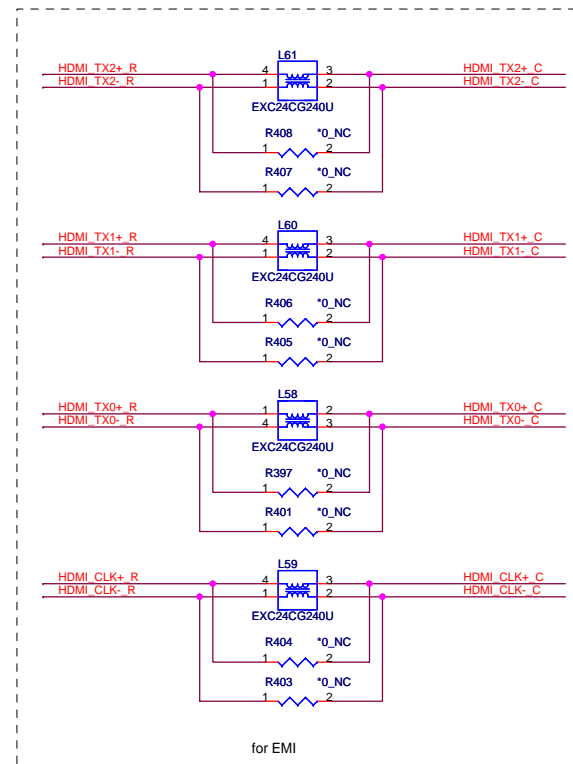 L61
HDMI_TX2+_R 4 3 HDMI_TX2+_C
HDMI_TX2-_R 1 2 HDMI_TX2-_C
EXC24CG240U
R408 *0_NC
1 2
R407 *0_NC
1 2
L60
HDMI_TX1+_R 4 3 HDMI_TX1+_C
HDMI_TX1-_R 1 2 HDMI_TX1-_C
EXC24CG240U
R406 *0_NC
1 2
R405 *0_NC
1 2
L58
HDMI_TX0+_R 1 2 HDMI_TX0+_C
HDMI_TX0-_R 4 3 HDMI_TX0-_C
EXC24CG240U
R397 *0_NC
1 2
R401 *0_NC
1 2
L59
HDMI_CLK+_R 4 3 HDMI_CLK+_C
HDMI_CLK-_R 1 2 HDMI_CLK-_C
EXC24CG240U
R404 *0_NC
1 2
R403 *0_NC
1 2
for EMI